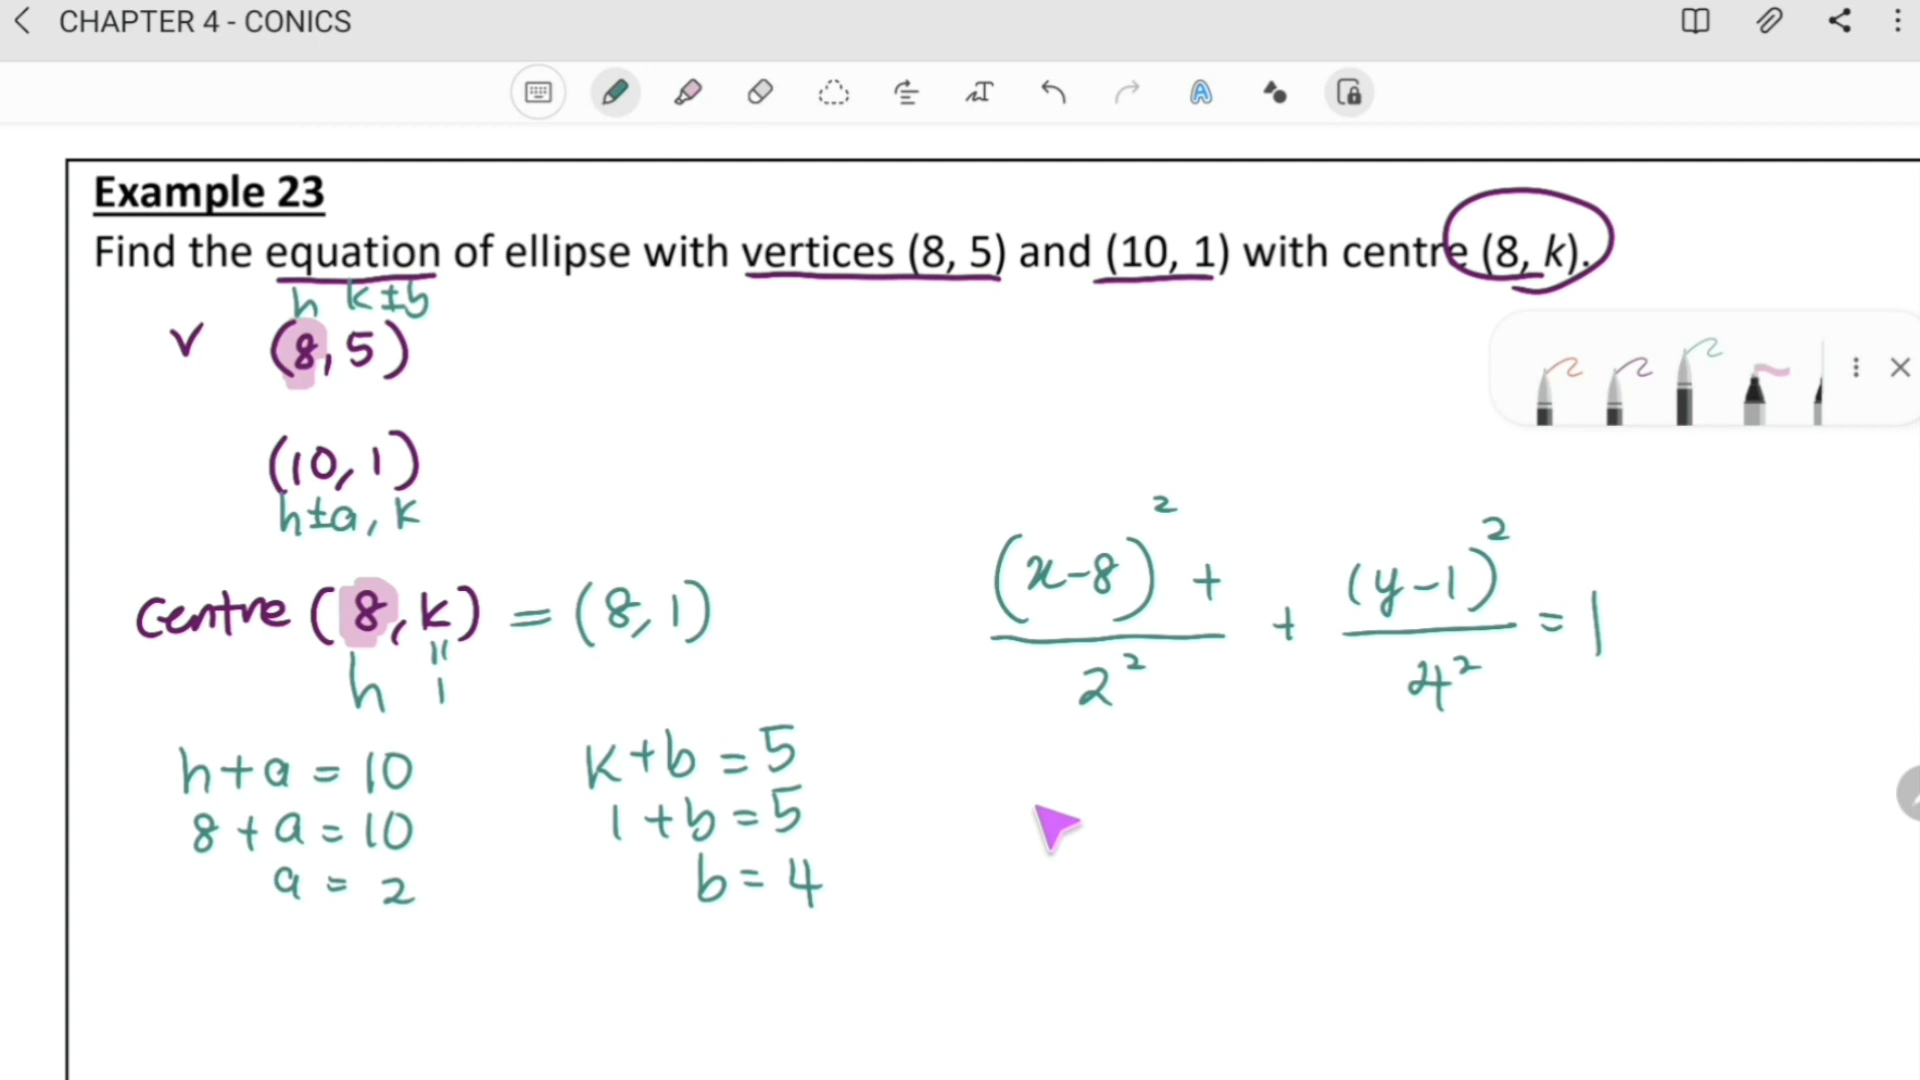 CHAPTER 4 - CONICS
Example 23
Find the equation of ellipse with vertices (8, 5) and (10, 1) with centre (8, k).
h k±b
V (8, 5)
(10, 1)
h±a, k
centre (8, k) = (8, 1)
h
"
1
(x-8)² + + (y-1)² = 1
2² 4²
h+a = 10
8 + a = 10
a = 2
k+b = 5
1 + b = 5
b = 4